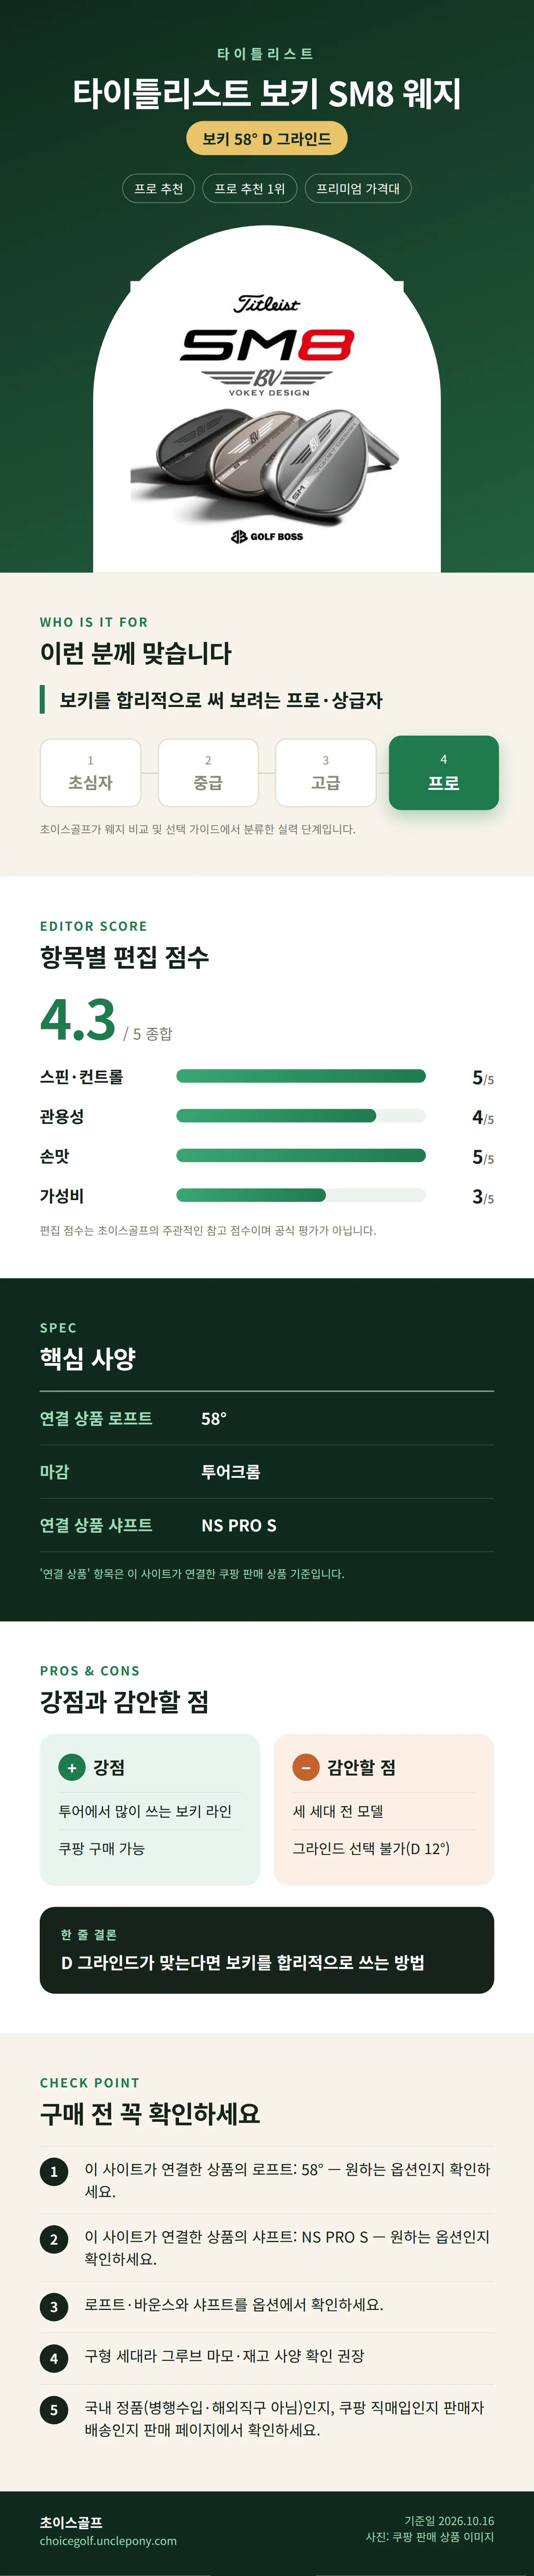 타이틀리스트
타이틀리스트 보키 SM8 웨지
보키 58° D 그라인드
프로 추천
프로 추천 1위
프리미엄 가격대
Titleist
SM8
BV
VOKEY DESIGN
GOLF BOSS
WHO IS IT FOR
이런 분께 맞습니다
보키를 합리적으로 써 보려는 프로·상급자
1
초심자
2
중급
3
고급
4
프로
초이스골프가 웨지 비교 및 선택 가이드에서 분류한 실력 단계입니다.
EDITOR SCORE
항목별 편집 점수
4.3 / 5 종합
스핀·컨트롤 5/5
관용성 4/5
손맛 5/5
가성비 3/5
편집 점수는 초이스골프의 주관적인 참고 점수이며 공식 평가가 아닙니다.
SPEC
핵심 사양
연결 상품 로프트 58°
마감 투어크롬
연결 상품 샤프트 NS PRO S
'연결 상품' 항목은 이 사이트가 연결한 쿠팡 판매 상품 기준입니다.
PROS & CONS
강점과 감안할 점
+ 강점
투어에서 많이 쓰는 보키 라인
쿠팡 구매 가능
− 감안할 점
세 세대 전 모델
그라인드 선택 불가(D 12°)
한 줄 결론
D 그라인드가 맞는다면 보키를 합리적으로 쓰는 방법
CHECK POINT
구매 전 꼭 확인하세요
1 이 사이트가 연결한 상품의 로프트: 58° — 원하는 옵션인지 확인하
세요.
2 이 사이트가 연결한 상품의 샤프트: NS PRO S — 원하는 옵션인지
확인하세요.
3 로프트·바운스와 샤프트를 옵션에서 확인하세요.
4 구형 세대라 그루브 마모·재고 사양 확인 권장
5 국내 정품(병행수입·해외직구 아님)인지, 쿠팡 직매입인지 판매자
배송인지 판매 페이지에서 확인하세요.
초이스골프
choicegolf.unclepony.com
기준일 2026.10.16
사진: 쿠팡 판매 상품 이미지